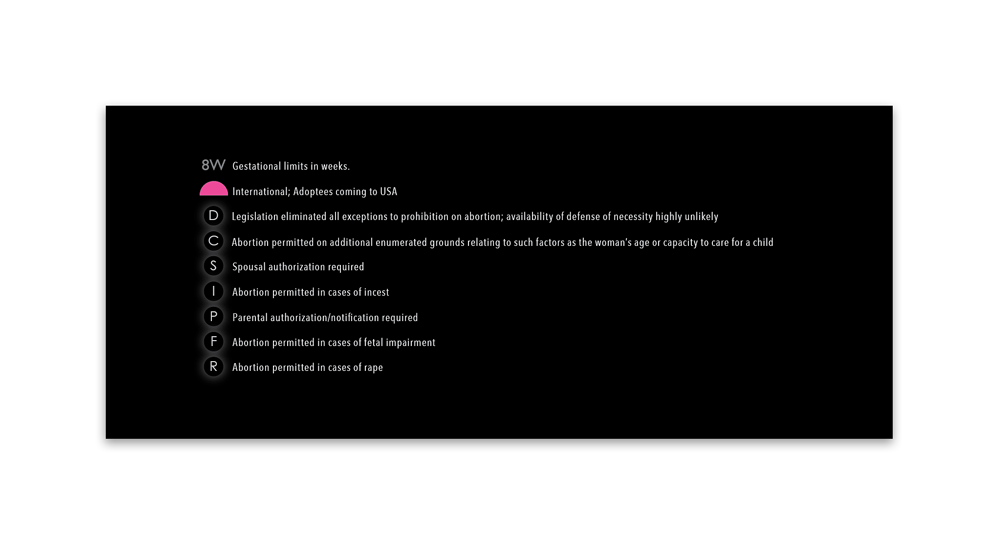 8W Gestational limits in weeks.
International; Adoptees coming to USA
D Legislation eliminated all exceptions to prohibition on abortion; availability of defense of necessity highly unlikely
C Abortion permitted on additional enumerated grounds relating to such factors as the woman's age or capacity to care for a child
S Spousal authorization required
I Abortion permitted in cases of incest
P Parental authorization/notification required
F Abortion permitted in cases of fetal impairment
R Abortion permitted in cases of rape